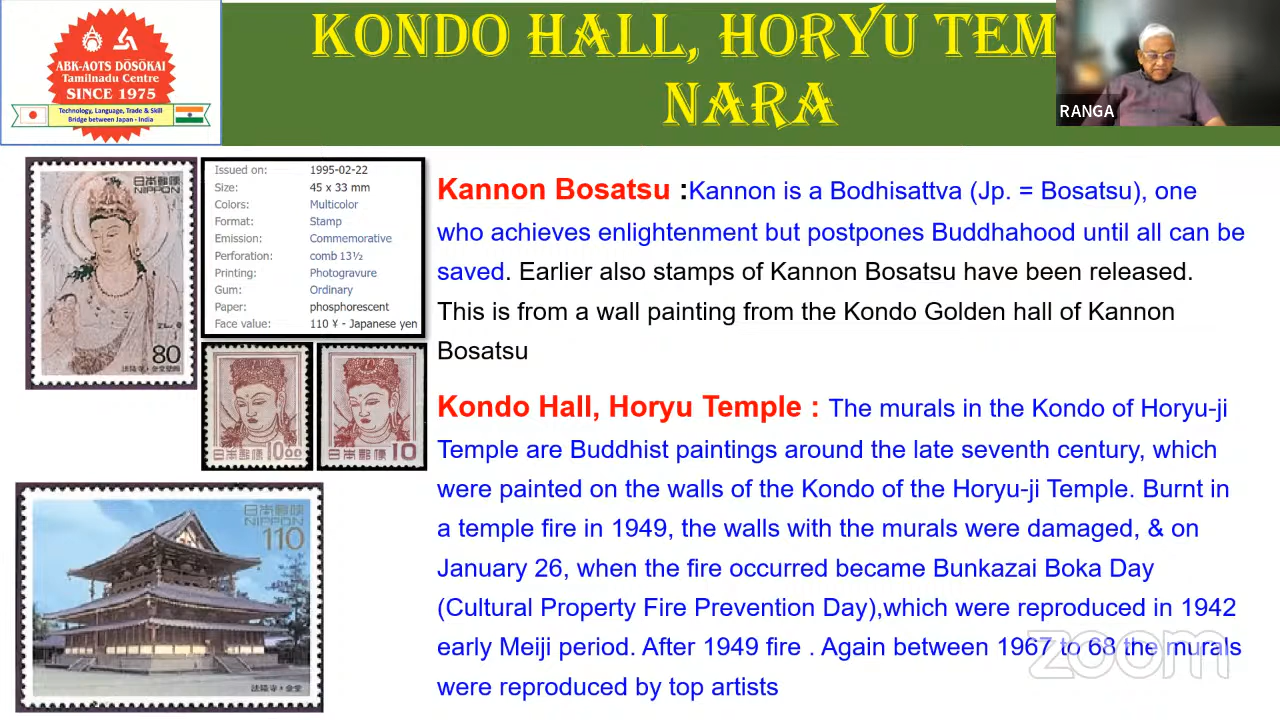 KONDO HALL, HORYU TEM
NARA
ABK-AOTS DŌSŌKAI
Tamilnadu Centre
SINCE 1975
Technology, Language, Trade & Skill
Bridge between Japan - India
RANGA
日本郵便
NIPPON
80
法隆寺・金堂壁画
Issued on: 1995-02-22
Size: 45 x 33 mm
Colors: Multicolor
Format: Stamp
Emission: Commemorative
Perforation: comb 13½
Printing: Photogravure
Gum: Ordinary
Paper: phosphorescent
Face value: 110 ¥ - Japanese yen
日本郵便 10.00
日本郵便 10
日本郵便
NIPPON
110
法隆寺・金堂
Kannon Bosatsu :Kannon is a Bodhisattva (Jp. = Bosatsu), one
who achieves enlightenment but postpones Buddhahood until all can be
saved. Earlier also stamps of Kannon Bosatsu have been released.
This is from a wall painting from the Kondo Golden hall of Kannon
Bosatsu
Kondo Hall, Horyu Temple : The murals in the Kondo of Horyu-ji
Temple are Buddhist paintings around the late seventh century, which
were painted on the walls of the Kondo of the Horyu-ji Temple. Burnt in
a temple fire in 1949, the walls with the murals were damaged, & on
January 26, when the fire occurred became Bunkazai Boka Day
(Cultural Property Fire Prevention Day),which were reproduced in 1942
early Meiji period. After 1949 fire . Again between 1967 to 68 the murals
were reproduced by top artists
zoom